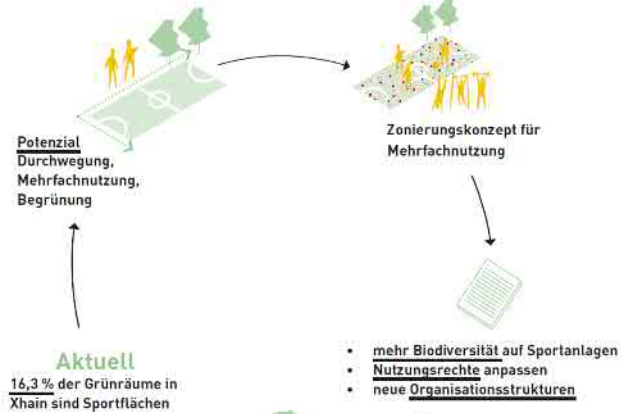 Potenzial
Durchwegung,
Mehrfachnutzung,
Begrünung
Zonierungskonzept für
Mehrfachnutzung
Aktuell
16,3 % der Grünräume in
Xhain sind Sportflächen
• mehr Biodiversität auf Sportanlagen
• Nutzungsrechte anpassen
• neue Organisationsstrukturen